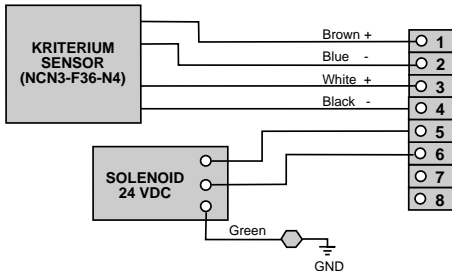 KRITERIUM
SENSOR
(NCN3-F36-N4)
Brown +
Blue -
White +
Black -
1
2
3
4
5
6
7
8
SOLENOID
24 VDC
Green
GND